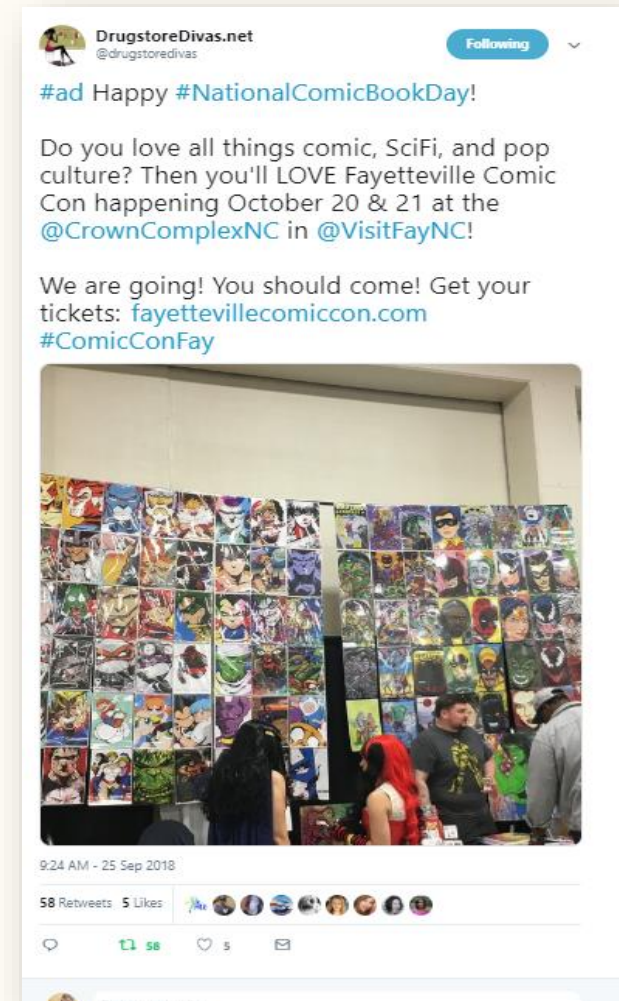 DrugstoreDivas.net
@drugstoredivas
Following
#ad Happy #NationalComicBookDay!
Do you love all things comic, SciFi, and pop
culture? Then you'll LOVE Fayetteville Comic
Con happening October 20 & 21 at the
@CrownComplexNC in @VisitFayNC!
We are going! You should come! Get your
tickets: fayettevillecomiccon.com
#ComicConFay
9:24 AM - 25 Sep 2018
58 Retweets 5 Likes
58 5